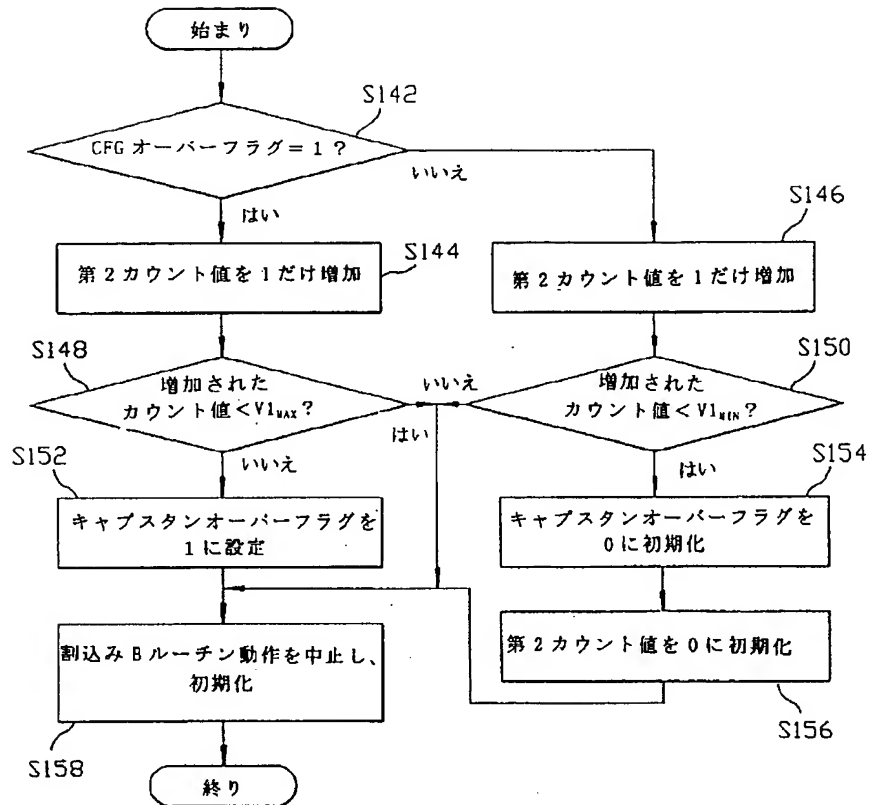 始まり
S142
CFGオーバーフラグ=1?
いいえ
はい
S146
第2カウント値を1だけ増加
S144
第2カウント値を1だけ増加
S148
増加された
カウント値<V1MAX?
いいえ
はい
S150
増加された
カウント値<V1MIN?
S152
いいえ
はい
S154
キャプスタンオーバーフラグを
1に設定
キャプスタンオーバーフラグを
0に初期化
割込みBルーチン動作を中止し、
初期化
第2カウント値を0に初期化
S156
S158
終り